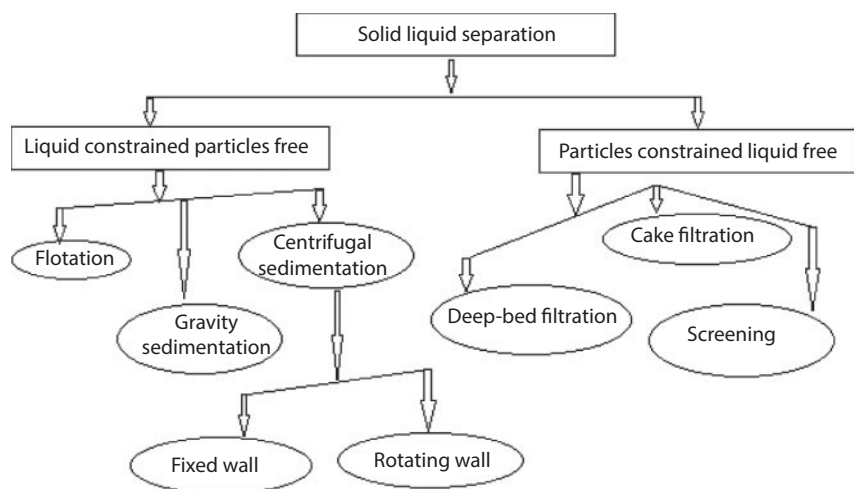 Solid liquid separation
Liquid constrained particles free
Particles constrained liquid free
Flotation
Gravity
sedimentation
Centrifugal
sedimentation
Cake filtration
Deep-bed filtration
Screening
Fixed wall
Rotating wall